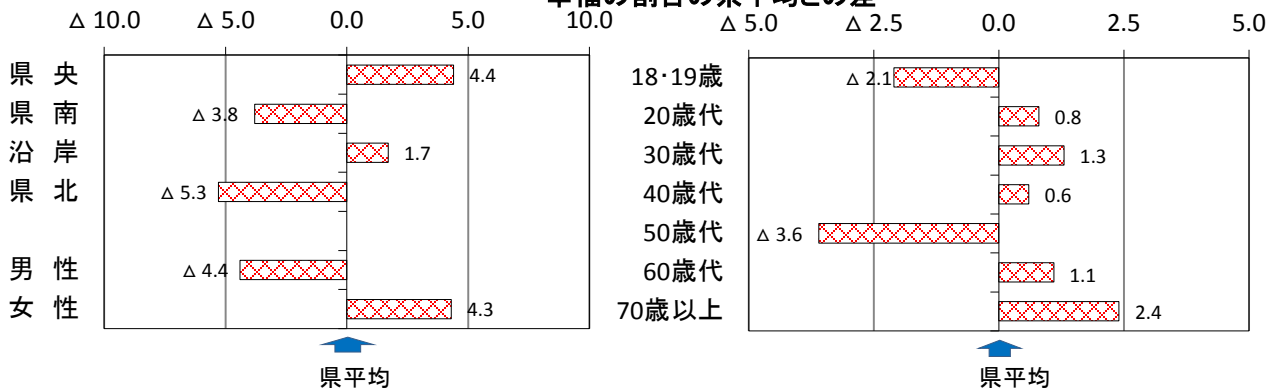 幸福の割合の県平均との差
△ 10.0 △ 5.0 0.0 5.0 10.0
県 央 4.4
県 南 △ 3.8
沿 岸 1.7
県 北 △ 5.3
男 性 △ 4.4
女 性 4.3
県平均
△ 5.0 △ 2.5 0.0 2.5 5.0
18･19歳 △ 2.1
20歳代 0.8
30歳代 1.3
40歳代 0.6
50歳代 △ 3.6
60歳代 1.1
70歳以上 2.4
県平均